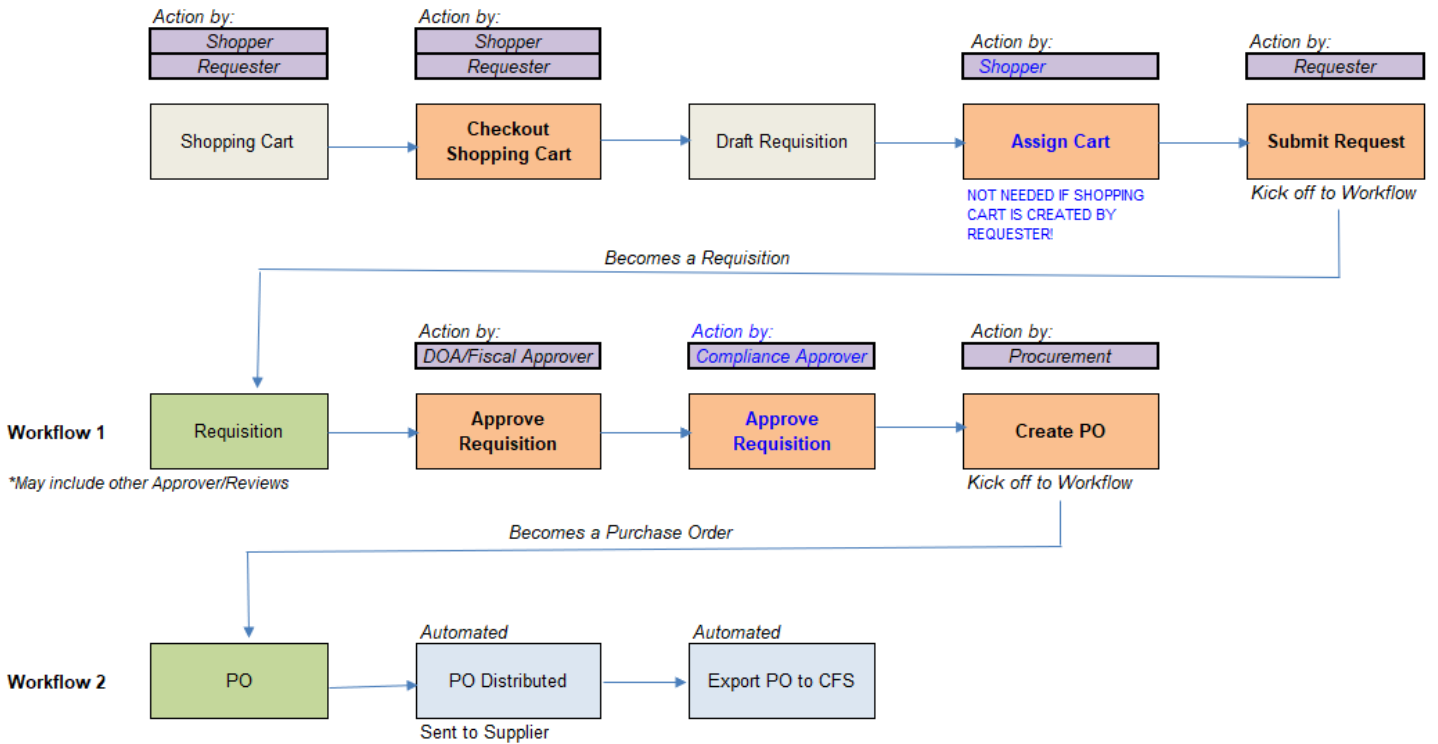 Action by:
Shopper
Requester
Action by:
Shopper
Requester
Action by:
Shopper
Action by:
Requester
Shopping Cart
Checkout
Shopping Cart
Draft Requisition
Assign Cart
Submit Request
NOT NEEDED IF SHOPPING
CART IS CREATED BY
REQUESTER!
Kick off to Workflow
Becomes a Requisition
Action by:
DOA/Fiscal Approver
Action by:
Compliance Approver
Action by:
Procurement
Workflow 1
Requisition
Approve
Requisition
Approve
Requisition
Create PO
*May include other Approver/Reviews
Kick off to Workflow
Becomes a Purchase Order
Automated
Automated
Workflow 2
PO
PO Distributed
Export PO to CFS
Sent to Supplier